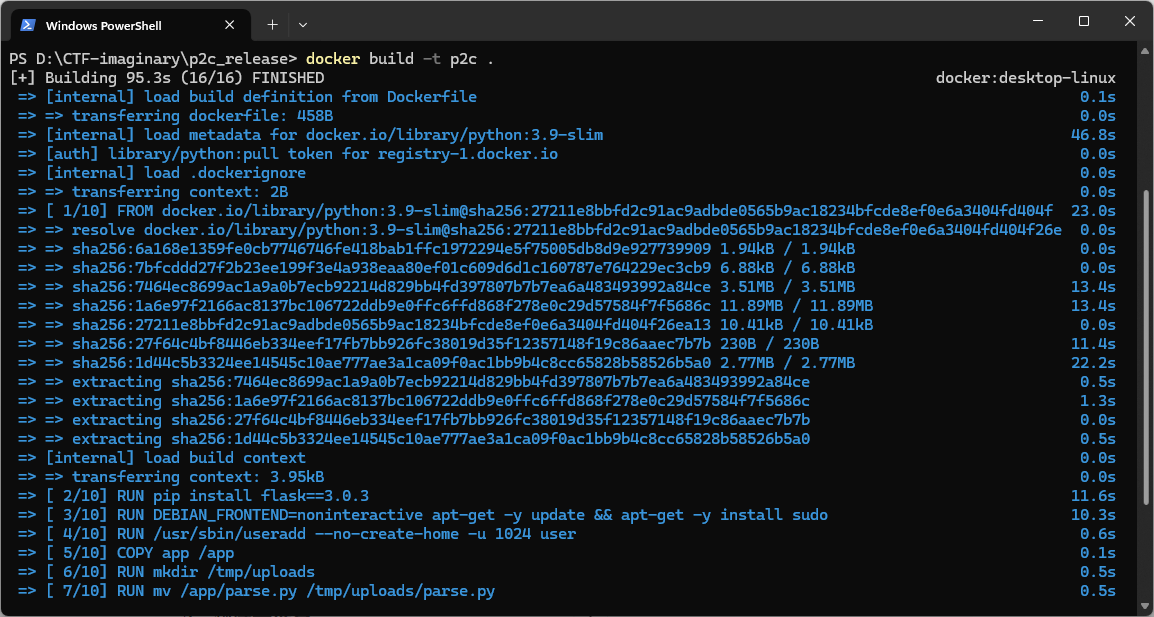 Windows PowerShell
PS D:\CTF-imaginary\p2c_release> docker build -t p2c .
[+] Building 95.3s (16/16) FINISHED docker:desktop-linux
=> [internal] load build definition from Dockerfile 0.1s
=> => transferring dockerfile: 458B 0.0s
=> [internal] load metadata for docker.io/library/python:3.9-slim 46.8s
=> [auth] library/python:pull token for registry-1.docker.io 0.0s
=> [internal] load .dockerignore 0.0s
=> => transferring context: 2B 0.0s
=> [ 1/10] FROM docker.io/library/python:3.9-slim@sha256:27211e8bbfd2c91ac9adbde0565b9ac18234bfcde8ef0e6a3404fd404f 23.0s
=> => resolve docker.io/library/python:3.9-slim@sha256:27211e8bbfd2c91ac9adbde0565b9ac18234bfcde8ef0e6a3404fd404f26e 0.0s
=> => sha256:6a168e1359fe0cb7746746fe418bab1ffc1972294e5f75005db8d9e927739909 1.94kB / 1.94kB 0.0s
=> => sha256:7bfcddd27f2b23ee199f3e4a938eaa80ef01c609d6d1c160787e764229ec3cb9 6.88kB / 6.88kB 0.0s
=> => sha256:7464ec8699ac1a9a0b7ecb92214d829bb4fd397807b7b7ea6a483493992a84ce 3.51MB / 3.51MB 13.4s
=> => sha256:1a6e97f2166ac8137bc106722ddb9e0ffc6ffd868f278e0c29d57584f7f5686c 11.89MB / 11.89MB 13.4s
=> => sha256:27211e8bbfd2c91ac9adbde0565b9ac18234bfcde8ef0e6a3404fd404f26ea13 10.41kB / 10.41kB 0.0s
=> => sha256:27f64c4bf8446eb334eef17fb7bb926fc38019d35f12357148f19c86aaec7b7b 230B / 230B 11.4s
=> => sha256:1d44c5b3324ee14545c10ae777ae3a1ca09f0ac1bb9b4c8cc65828b58526b5a0 2.77MB / 2.77MB 22.2s
=> => extracting sha256:7464ec8699ac1a9a0b7ecb92214d829bb4fd397807b7b7ea6a483493992a84ce 0.5s
=> => extracting sha256:1a6e97f2166ac8137bc106722ddb9e0ffc6ffd868f278e0c29d57584f7f5686c 1.3s
=> => extracting sha256:27f64c4bf8446eb334eef17fb7bb926fc38019d35f12357148f19c86aaec7b7b 0.0s
=> => extracting sha256:1d44c5b3324ee14545c10ae777ae3a1ca09f0ac1bb9b4c8cc65828b58526b5a0 0.5s
=> [internal] load build context 0.0s
=> => transferring context: 3.95kB 0.0s
=> [ 2/10] RUN pip install flask==3.0.3 11.6s
=> [ 3/10] RUN DEBIAN_FRONTEND=noninteractive apt-get -y update && apt-get -y install sudo 10.3s
=> [ 4/10] RUN /usr/sbin/useradd --no-create-home -u 1024 user 0.6s
=> [ 5/10] COPY app /app 0.1s
=> [ 6/10] RUN mkdir /tmp/uploads 0.5s
=> [ 7/10] RUN mv /app/parse.py /tmp/uploads/parse.py 0.5s